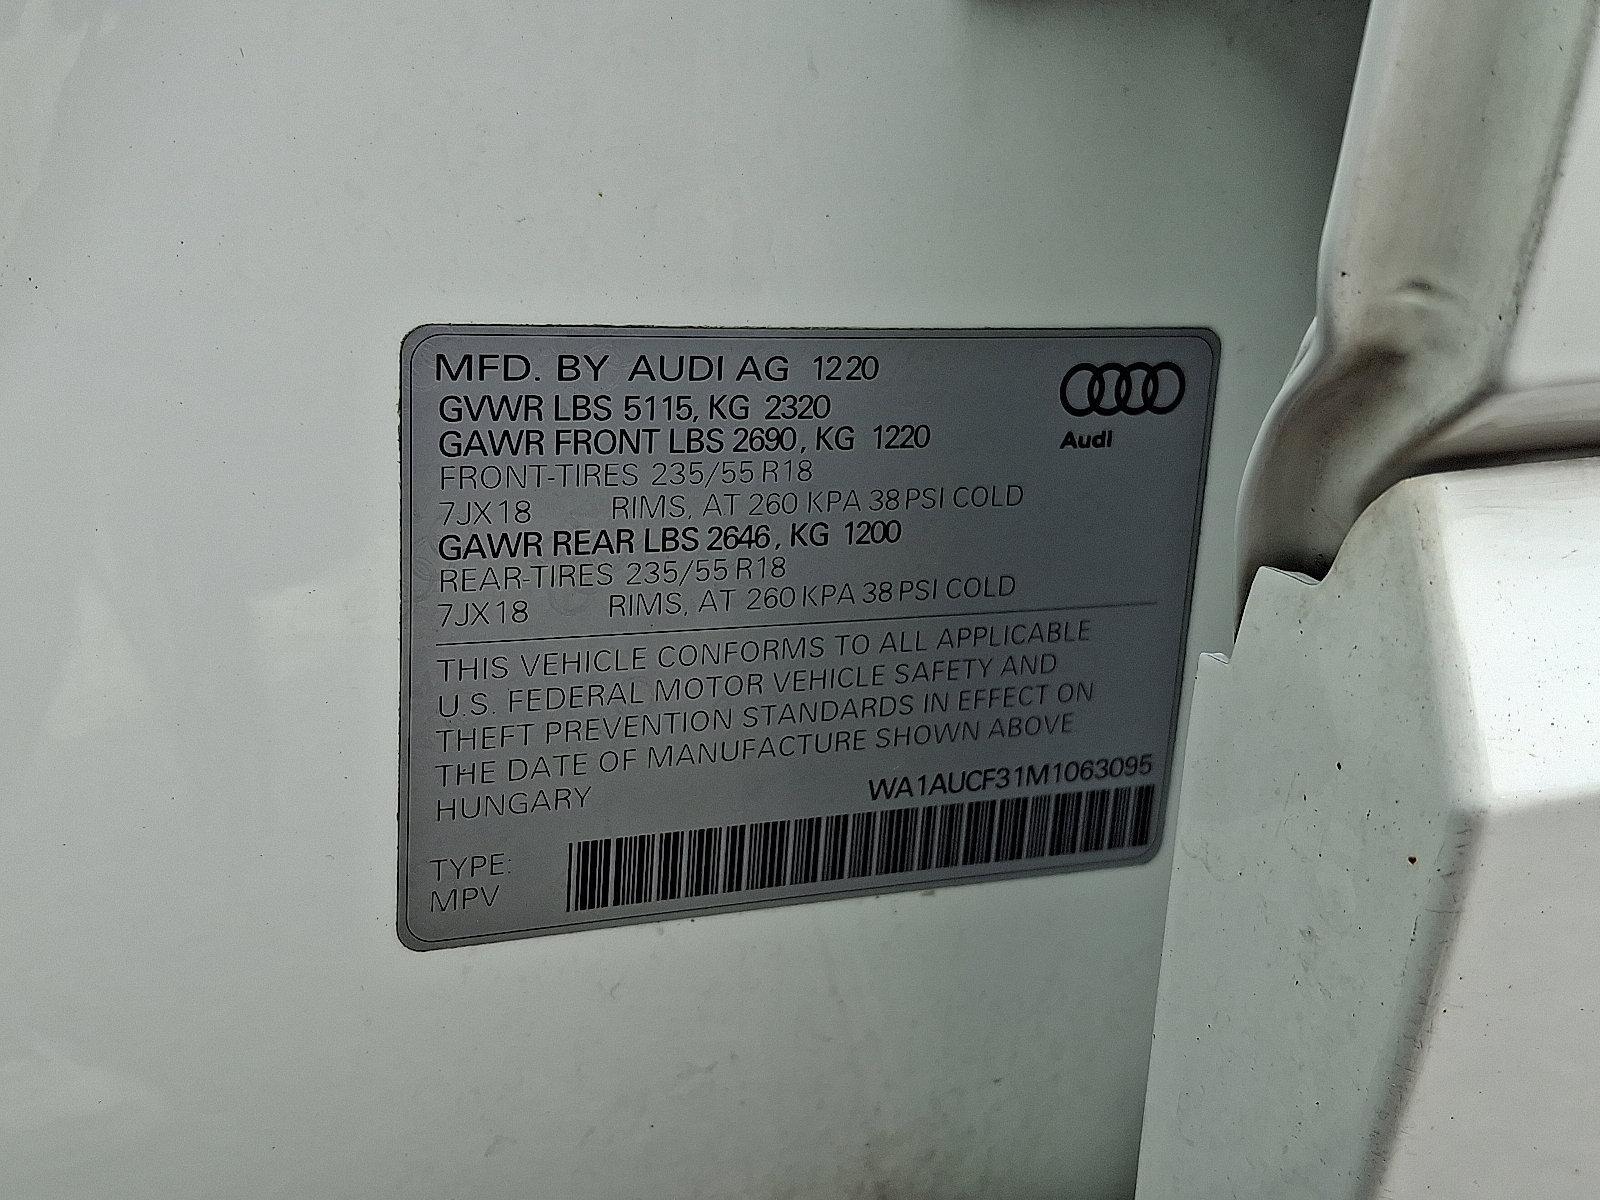 MFD. BY AUDI AG 1220
GVWR LBS 5115, KG 2320
GAWR FRONT LBS 2690, KG 1220
FRONT-TIRES 235/55 R18
7JX18 RIMS, AT 260 KPA 38 PSI COLD
GAWR REAR LBS 2646, KG 1200
REAR-TIRES 235/55 R18
7JX18 RIMS, AT 260 KPA 38 PSI COLD
Audi
THIS VEHICLE CONFORMS TO ALL APPLICABLE
U.S. FEDERAL MOTOR VEHICLE SAFETY AND
THEFT PREVENTION STANDARDS IN EFFECT ON
THE DATE OF MANUFACTURE SHOWN ABOVE
HUNGARY
WA1AUCF31M1063095
TYPE:
MPV